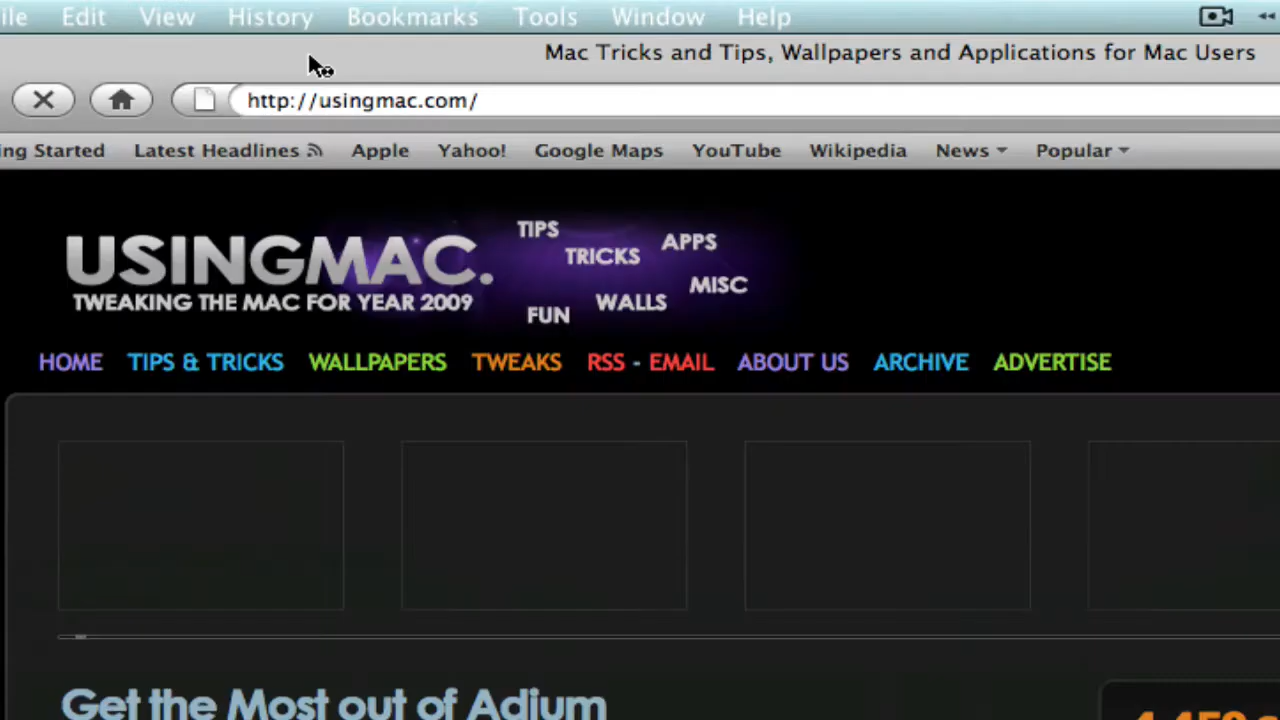 Edit View History Bookmarks Tools Window Help
Mac Tricks and Tips, Wallpapers and Applications for Mac Users
http://usingmac.com/
Started Latest Headlines Apple Yahoo! Google Maps YouTube Wikipedia News Popular
USINGMAC.
TWEAKING THE MAC FOR YEAR 2009
TIPS
TRICKS
APPS
MISC
WALLS
FUN
HOME TIPS & TRICKS WALLPAPERS TWEAKS RSS - EMAIL ABOUT US ARCHIVE ADVERTISE
Get the Most out of Adium